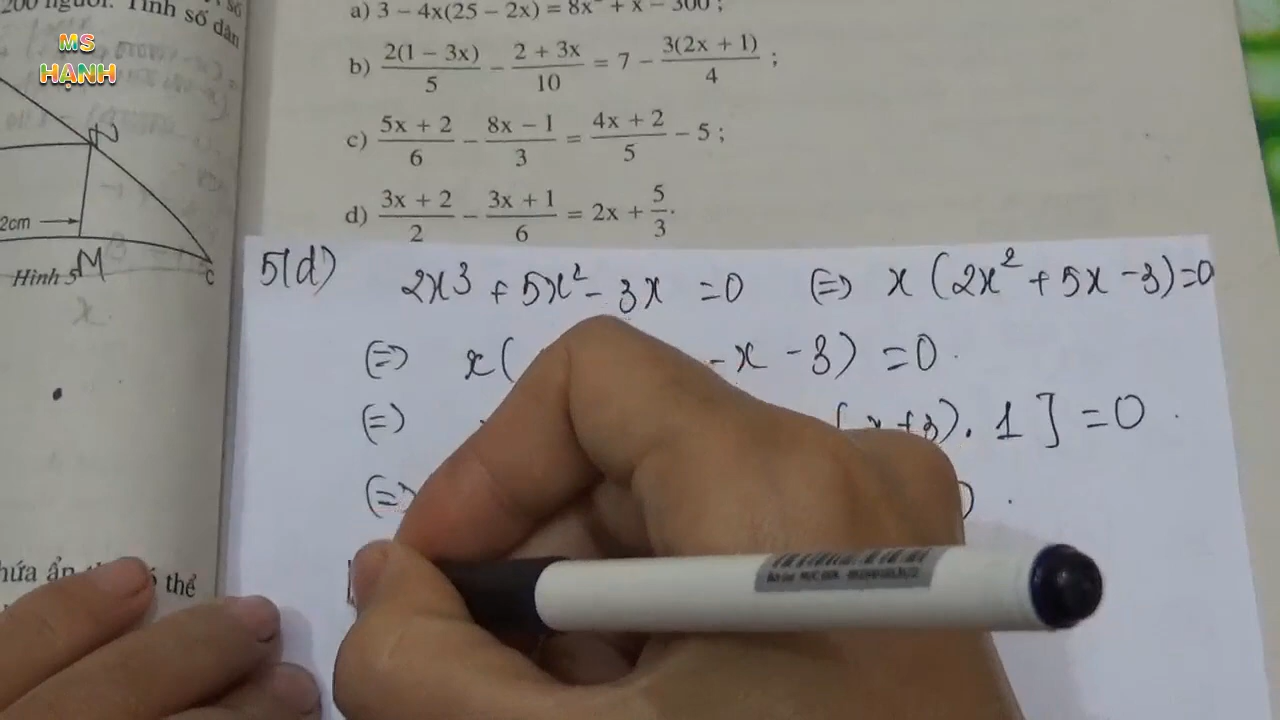 MS
HẠNH
200 người. Tính số dân
N
2cm
M
Hình 5
C
x
hứa ẩn
thể
a) 3 − 4x(25 − 2x) = 8x² + x − 300 ;
b) 2(1 − 3x)/5 − 2 + 3x/10 = 7 − 3(2x + 1)/4 ;
c) 5x + 2/6 − 8x − 1/3 = 4x + 2/5 − 5 ;
d) 3x + 2/2 − 3x + 1/6 = 2x + 5/3.
5(d) 2x³ + 5x² − 3x = 0 (=) x (2x² + 5x − 3) = 0
(=) x( − x − 3) = 0.
(=) x+3). 1 ] = 0.
(=)